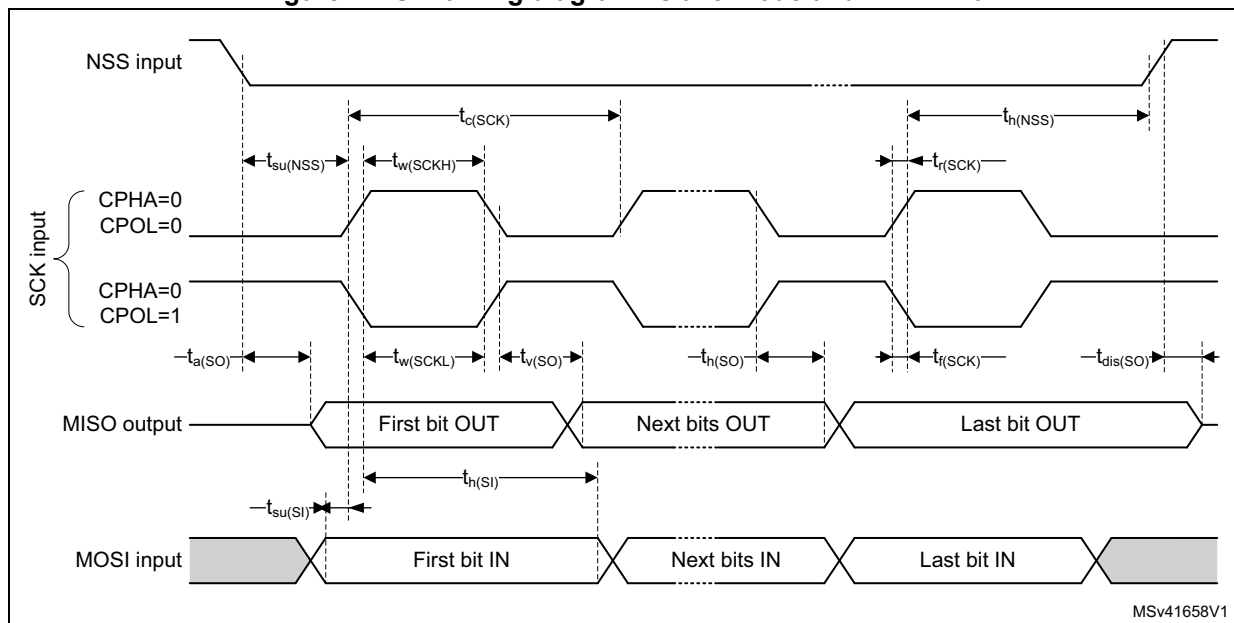 NSS input
tc(SCK)
th(NSS)
tsu(NSS)
tw(SCKH)
tr(SCK)
CPHA=0
CPOL=0
SCK input
CPHA=0
CPOL=1
ta(SO)
tw(SCKL)
tv(SO)
th(SO)
tf(SCK)
tdis(SO)
MISO output
First bit OUT
Next bits OUT
Last bit OUT
th(SI)
tsu(SI)
MOSI input
First bit IN
Next bits IN
Last bit IN
MSv41658V1